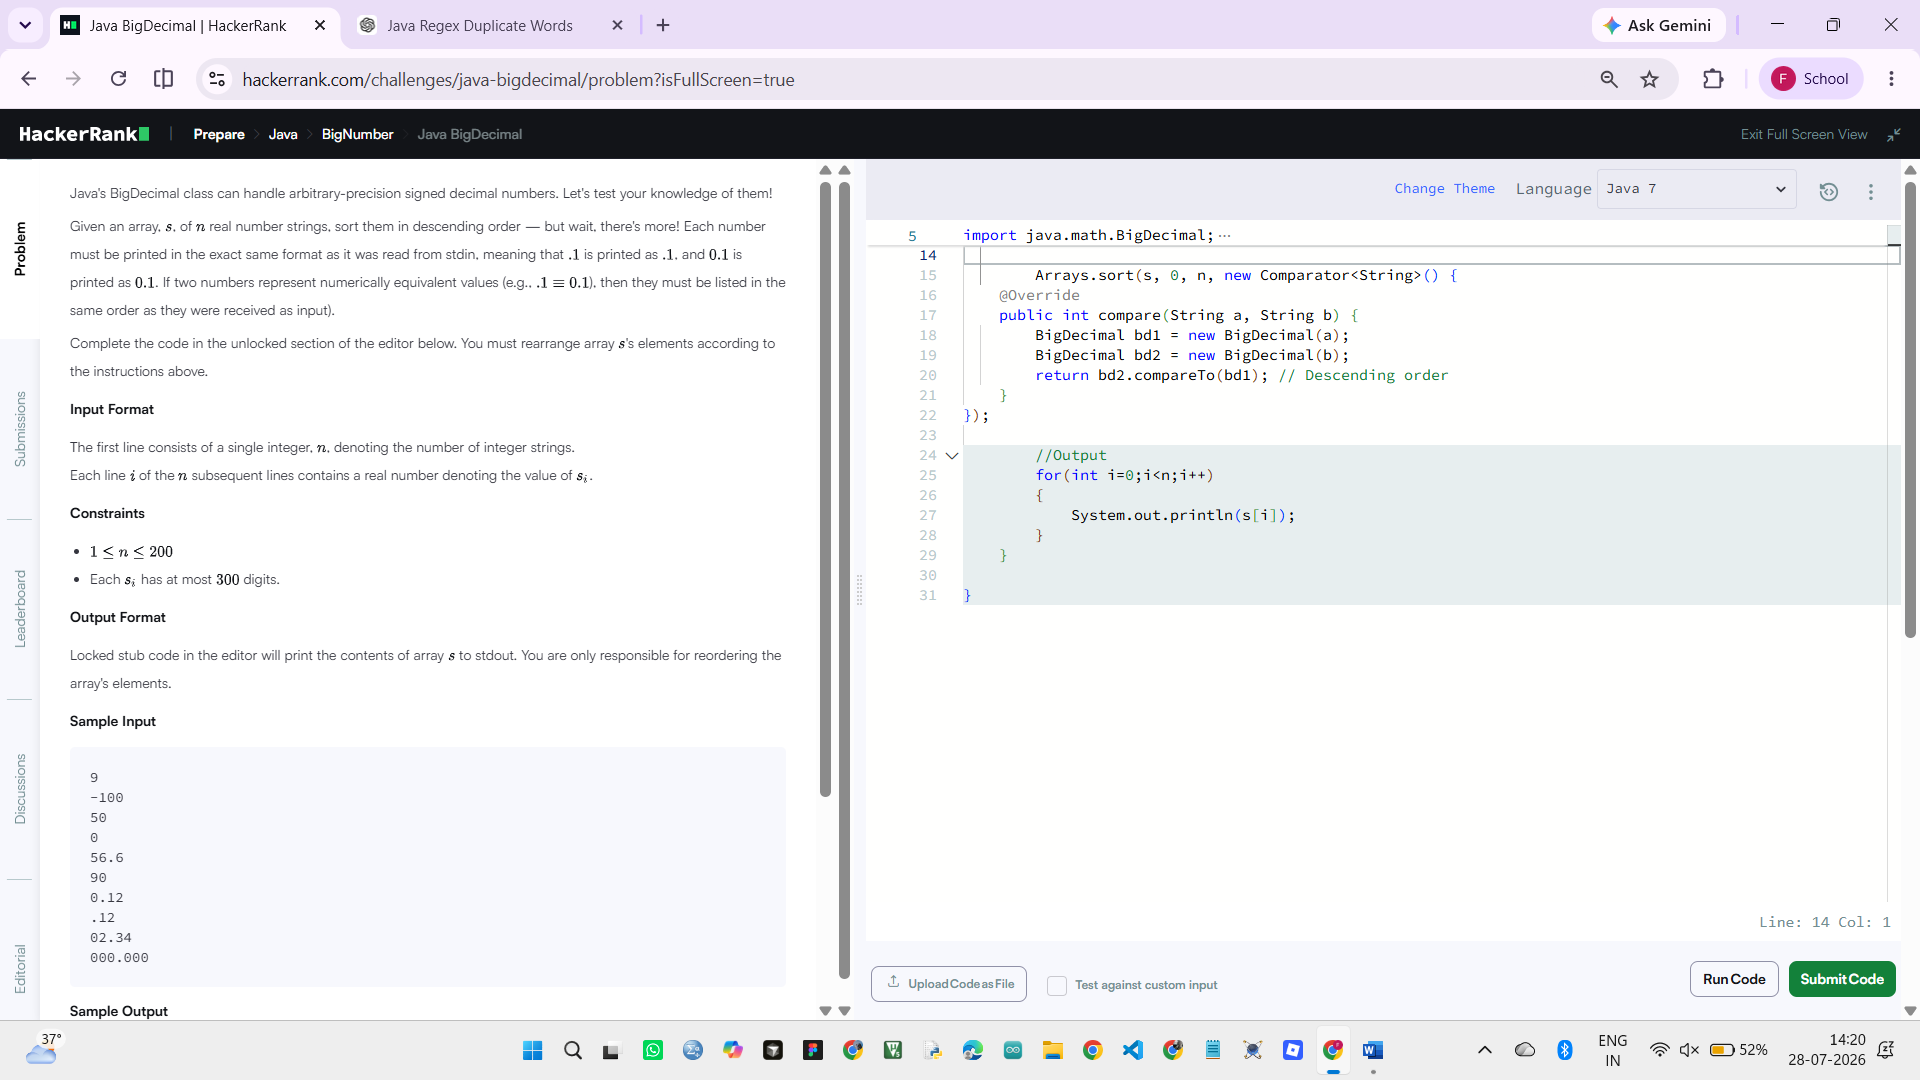 Java BigDecimal | HackerRank
Java Regex Duplicate Words
Ask Gemini
hackerrank.com/challenges/java-bigdecimal/problem?isFullScreen=true
F School
HackerRank
Prepare
Java
BigNumber
Java BigDecimal
Exit Full Screen View
Problem
Submissions
Leaderboard
Discussions
Editorial
Java's BigDecimal class can handle arbitrary-precision signed decimal numbers. Let's test your knowledge of them!
Given an array, s, of n real number strings, sort them in descending order — but wait, there's more! Each number
must be printed in the exact same format as it was read from stdin, meaning that .1 is printed as .1, and 0.1 is
printed as 0.1. If two numbers represent numerically equivalent values (e.g., .1 ≡ 0.1), then they must be listed in the
same order as they were received as input).
Complete the code in the unlocked section of the editor below. You must rearrange array s's elements according to
the instructions above.
Input Format
The first line consists of a single integer, n, denoting the number of integer strings.
Each line i of the n subsequent lines contains a real number denoting the value of si.
Constraints
• 1 ≤ n ≤ 200
• Each si has at most 300 digits.
Output Format
Locked stub code in the editor will print the contents of array s to stdout. You are only responsible for reordering the
array's elements.
Sample Input
9
-100
50
0
56.6
90
0.12
.12
02.34
000.000
Sample Output
Change Theme
Language
Java 7
5 import java.math.BigDecimal; ···
14
15 Arrays.sort(s, 0, n, new Comparator<String>() {
16 @Override
17 public int compare(String a, String b) {
18 BigDecimal bd1 = new BigDecimal(a);
19 BigDecimal bd2 = new BigDecimal(b);
20 return bd2.compareTo(bd1); // Descending order
21 }
22 });
23
24 //Output
25 for(int i=0;i<n;i++)
26 {
27 System.out.println(s[i]);
28 }
29 }
30
31 }
Line: 14 Col: 1
Upload Code as File
Test against custom input
Run Code
Submit Code
37°
ENG
IN
52%
14:20
28-07-2026